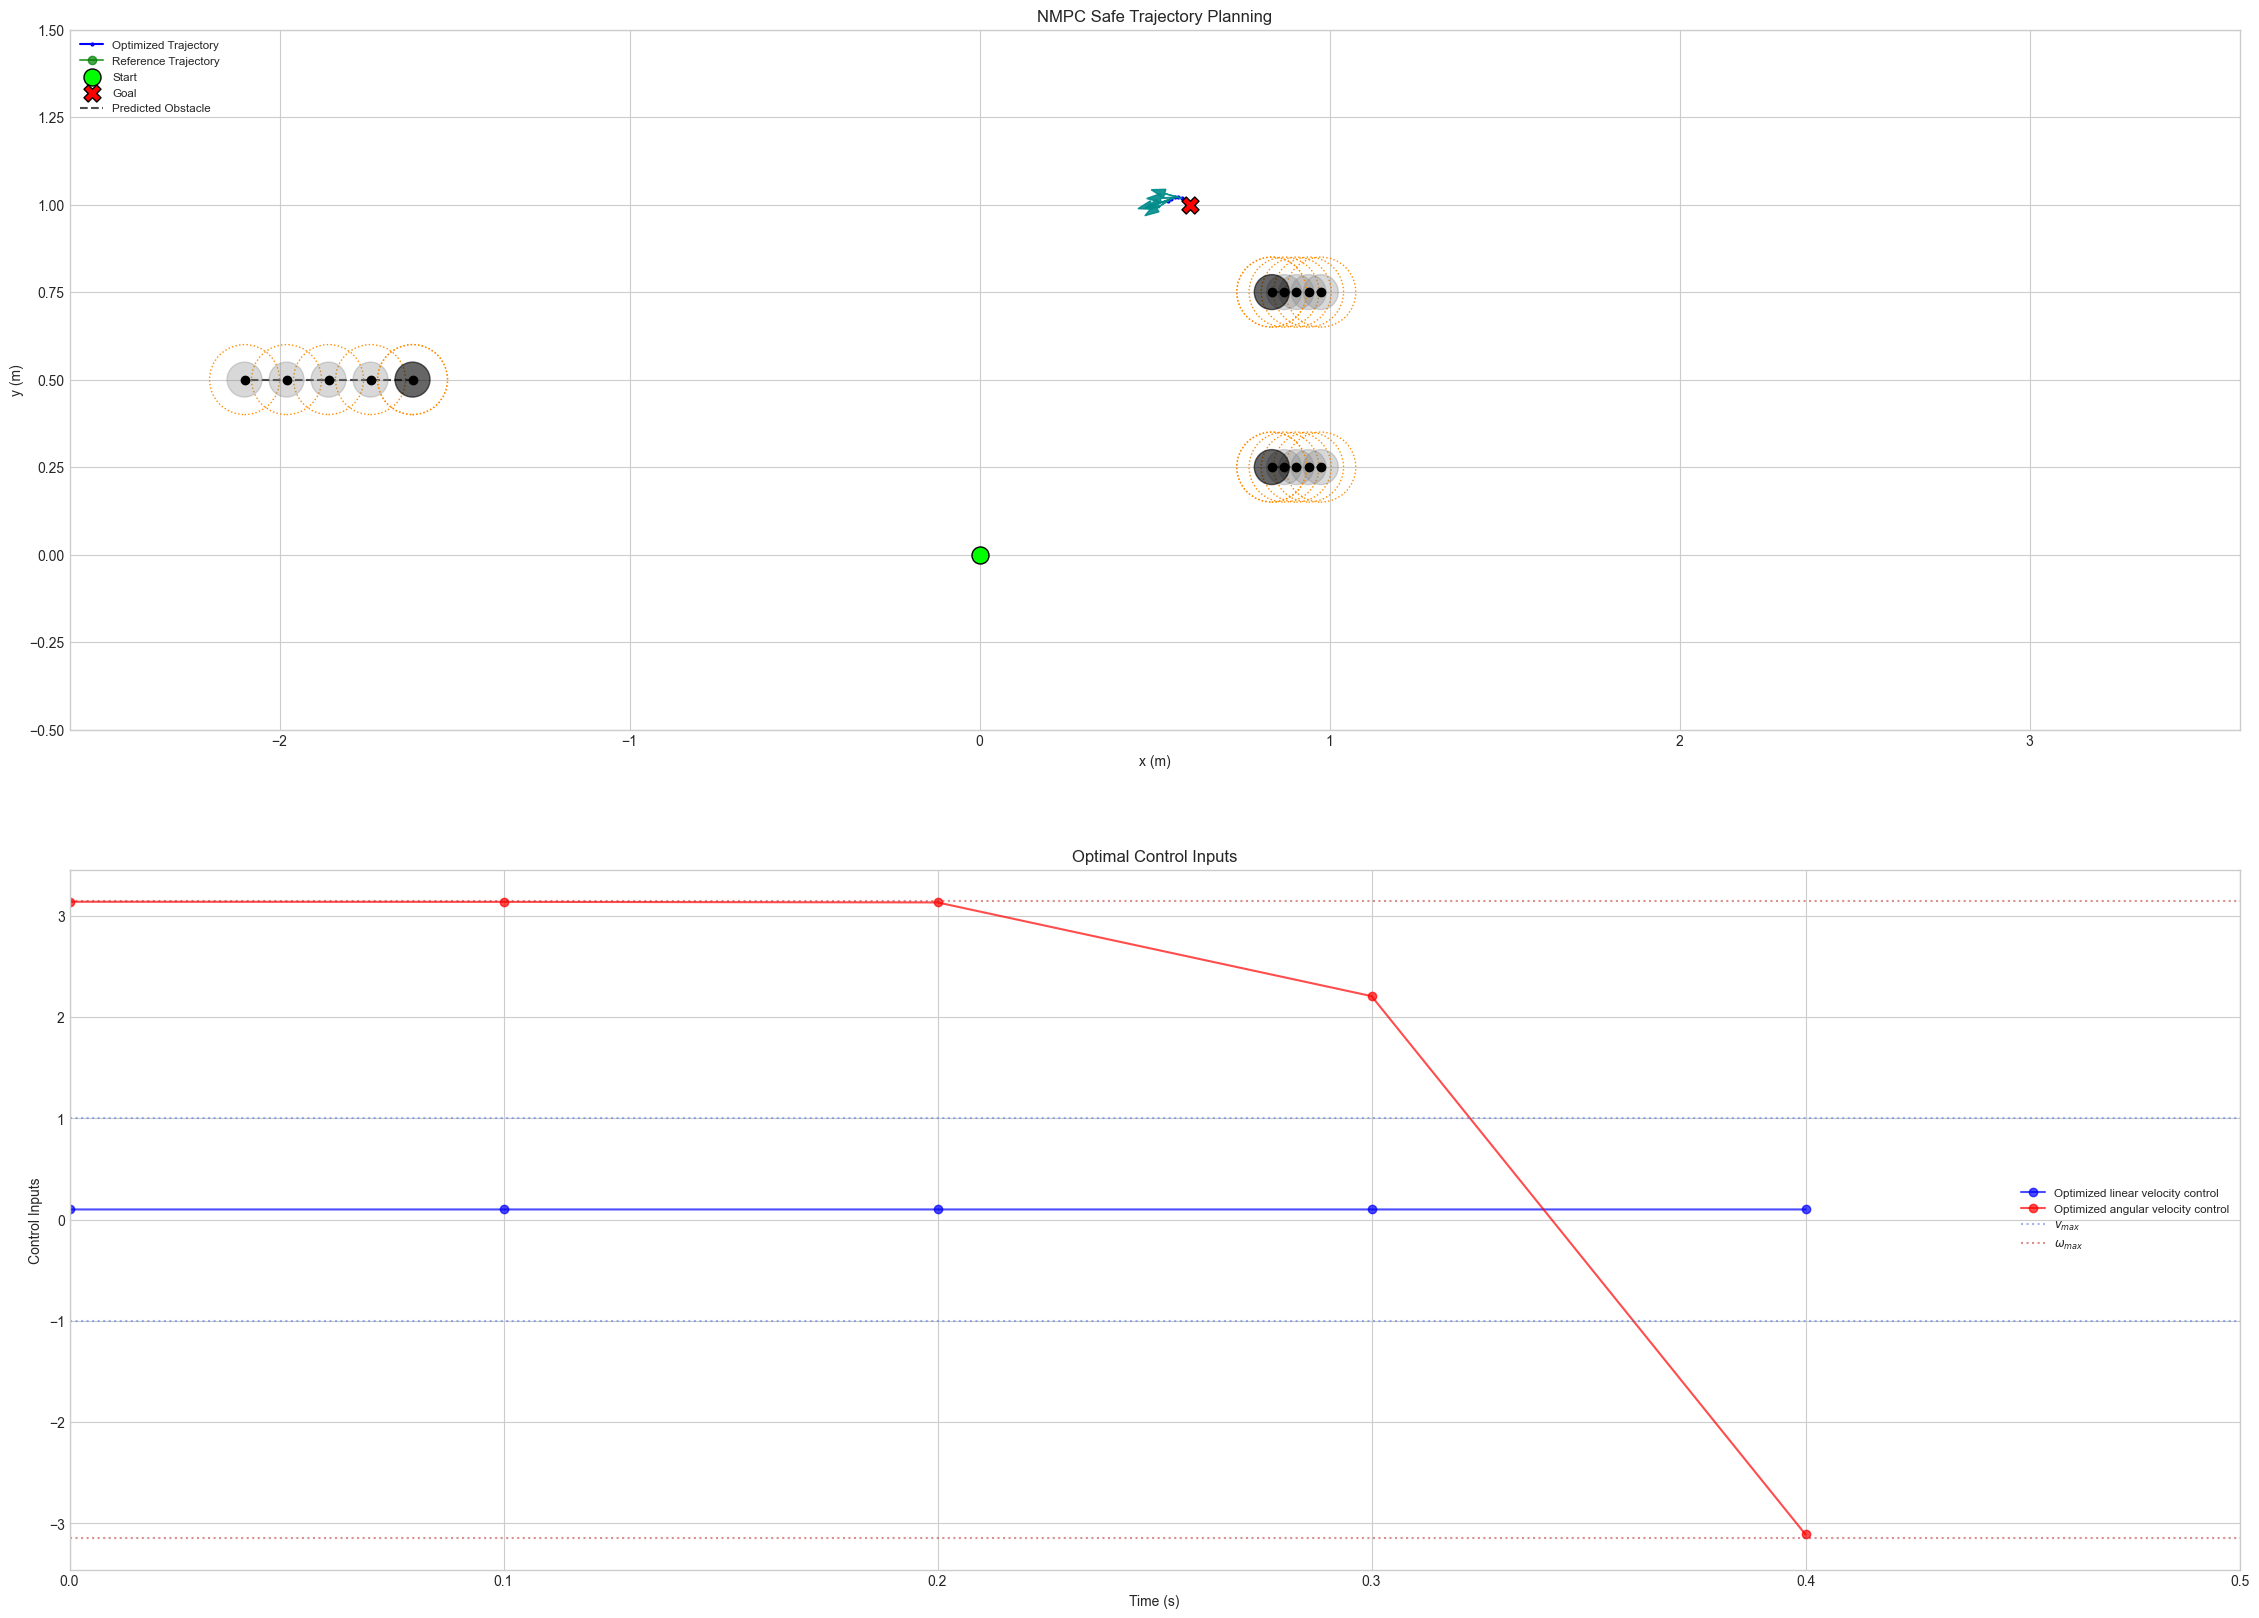 NMPC Safe Trajectory Planning
Optimized Trajectory
Reference Trajectory
Start
Goal
Predicted Obstacle
1.50
1.25
1.00
0.75
0.50
0.25
0.00
−0.25
−0.50
y (m)
−2
−1
0
1
2
3
x (m)
Optimal Control Inputs
3
2
1
0
−1
−2
−3
Control Inputs
Optimized linear velocity control
Optimized angular velocity control
v_max
ω_max
0.0
0.1
0.2
0.3
0.4
0.5
Time (s)